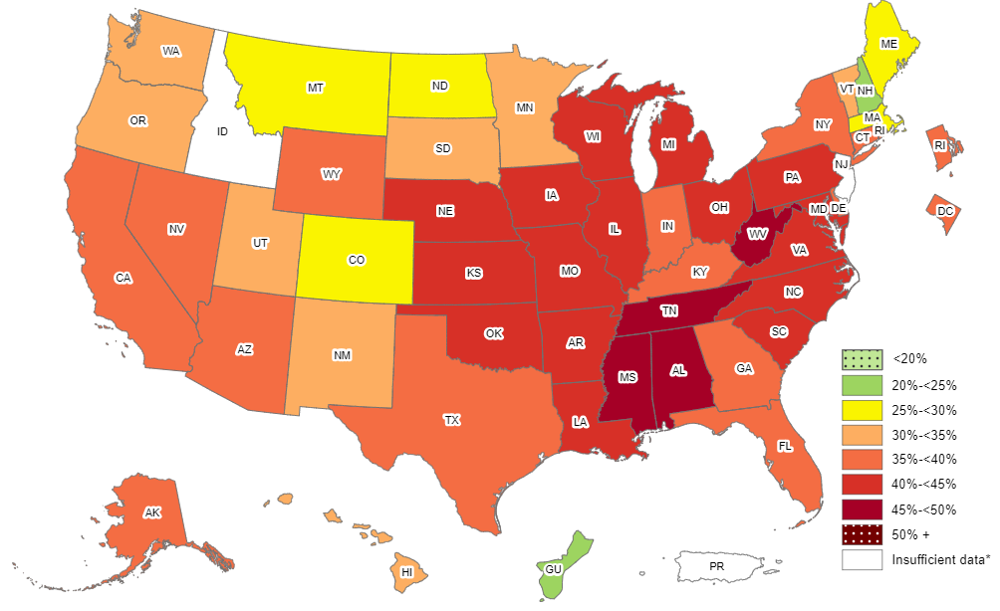 WA
MT
ND
MN
ME
VT
NH
OR
ID
SD
WI
MI
NY
MA
CT
RI
WY
NE
IA
PA
NJ
RI
NV
UT
CO
KS
MO
IL
IN
OH
WV
MD
DE
DC
CA
KY
VA
AZ
NM
OK
AR
TN
NC
SC
TX
LA
MS
AL
GA
FL
AK
HI
GU
PR
<20%
20%-<25%
25%-<30%
30%-<35%
35%-<40%
40%-<45%
45%-<50%
50% +
Insufficient data*